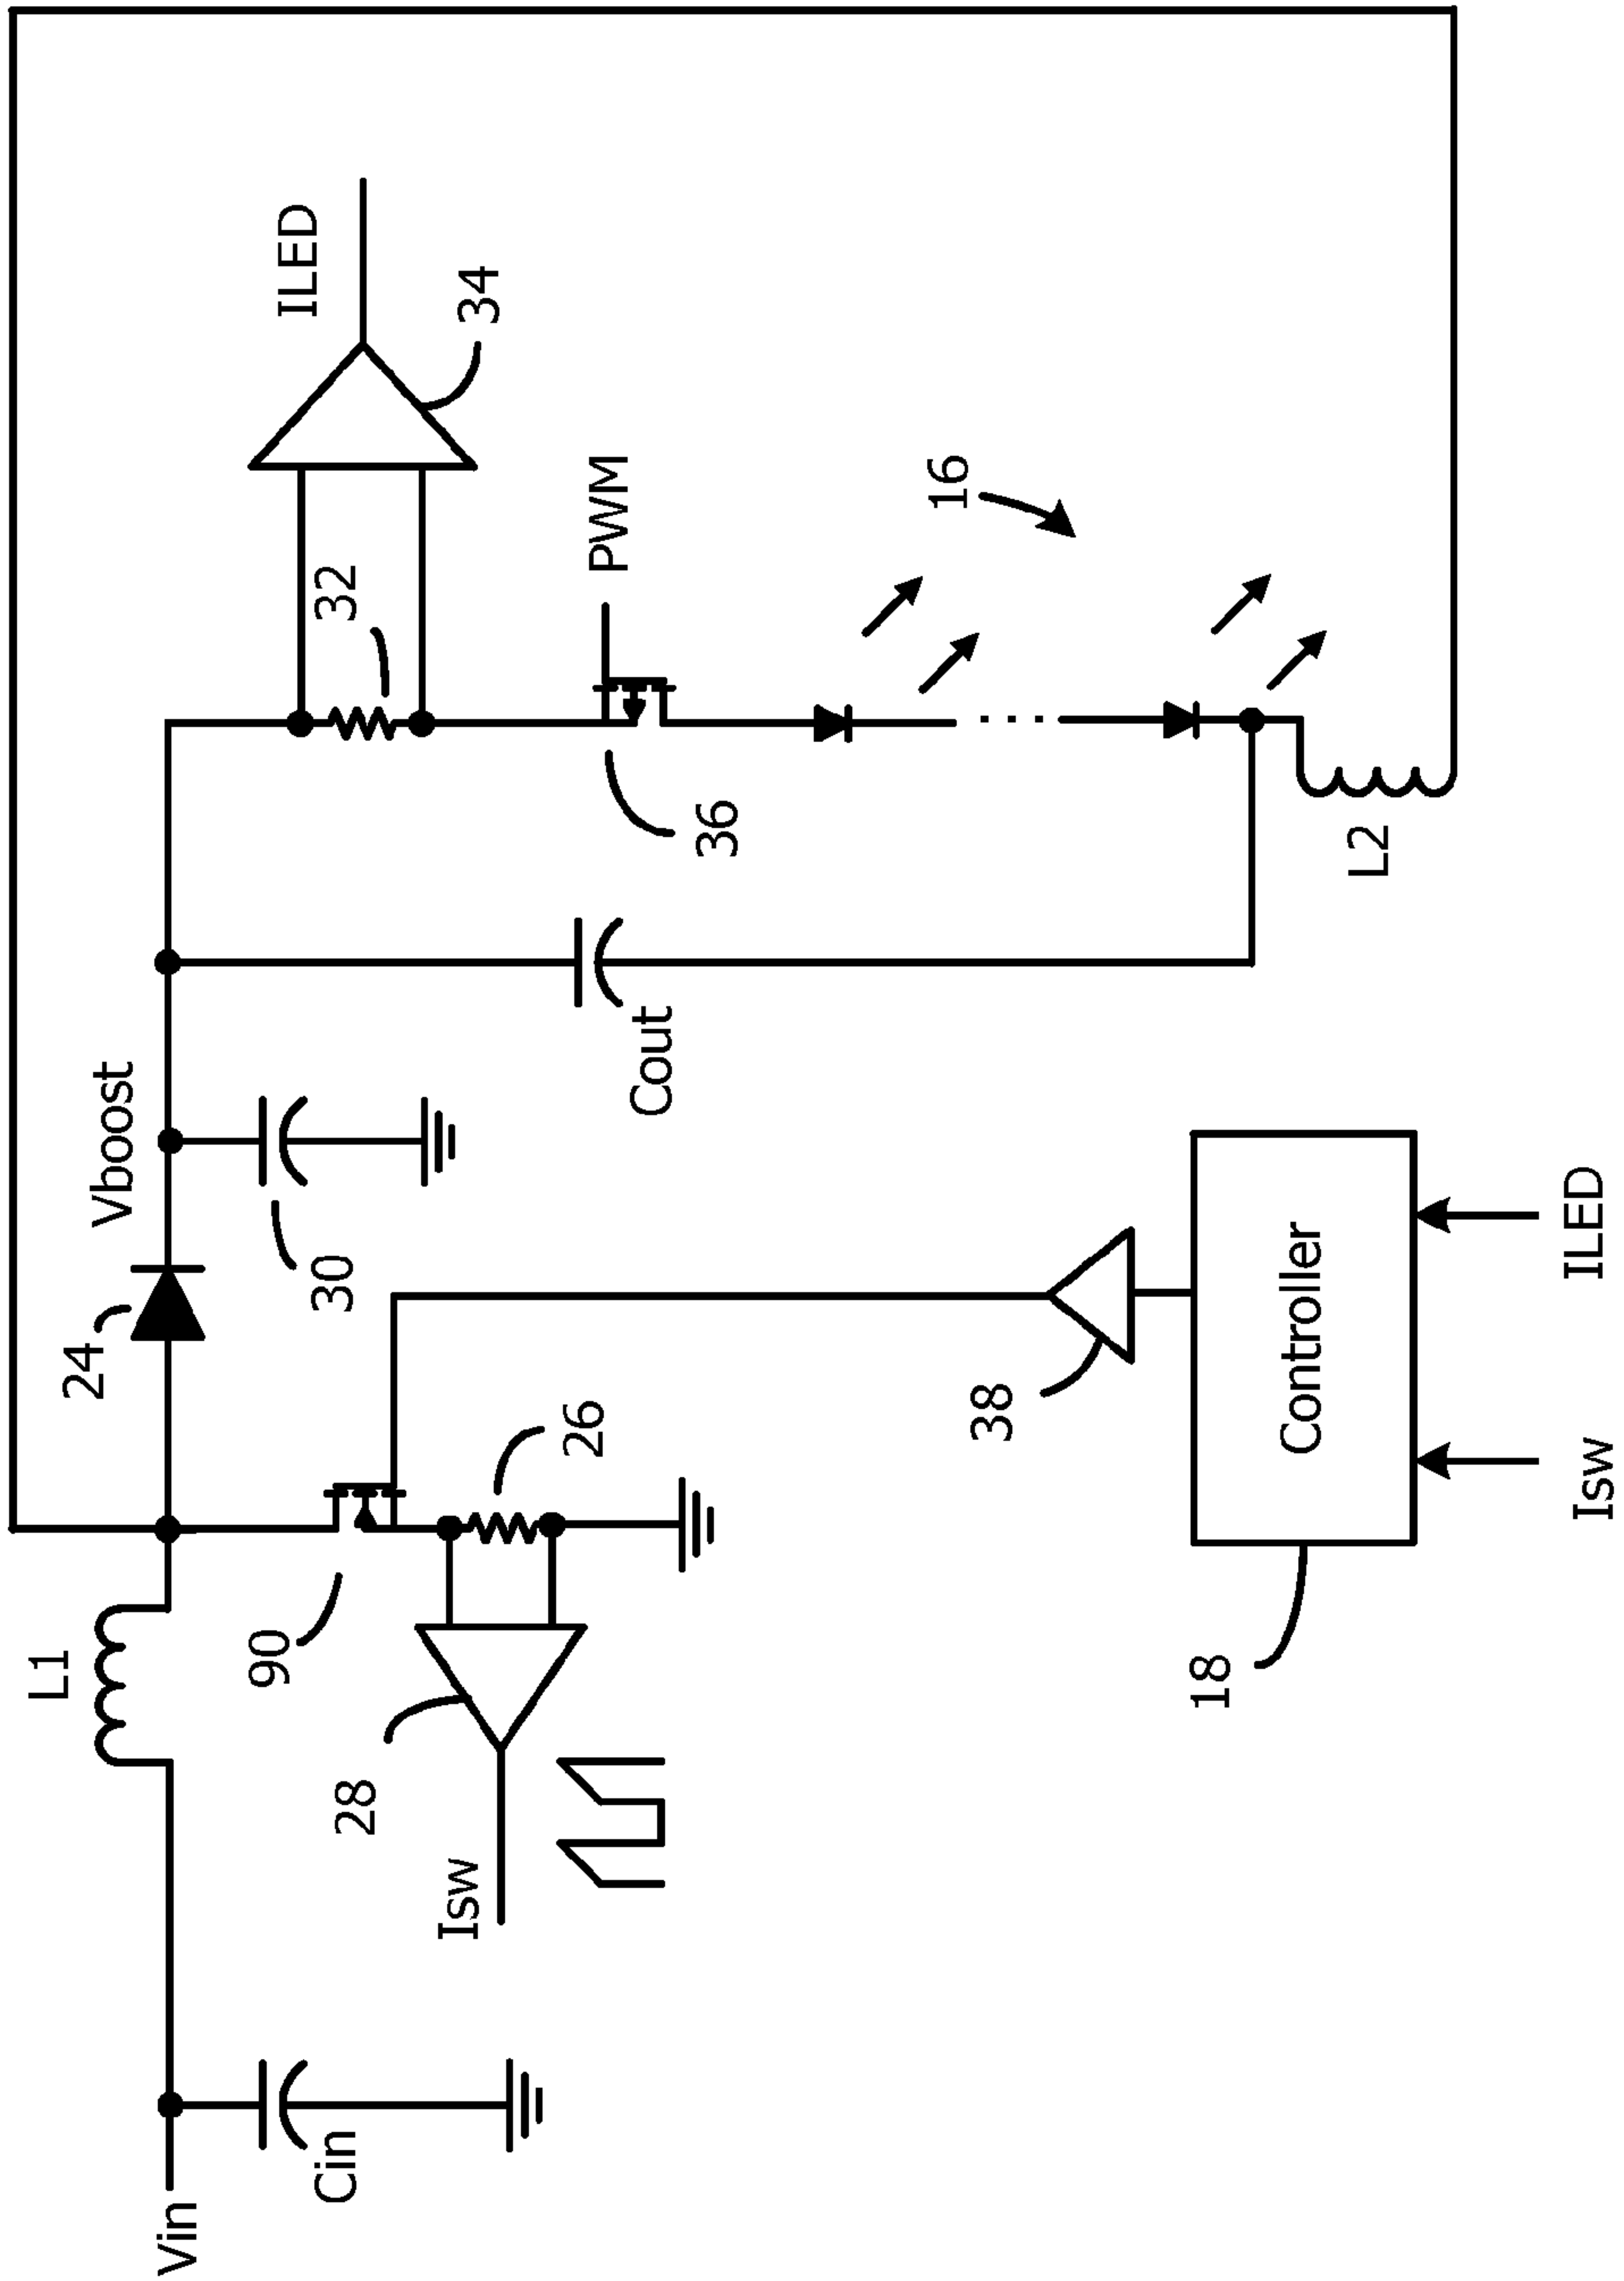 Vin
Cin
L1
90
28
Isw
26
24
Vboost
30
Cout
32
34
ILED
PWM
36
16
L2
38
Controller
18
Isw
ILED